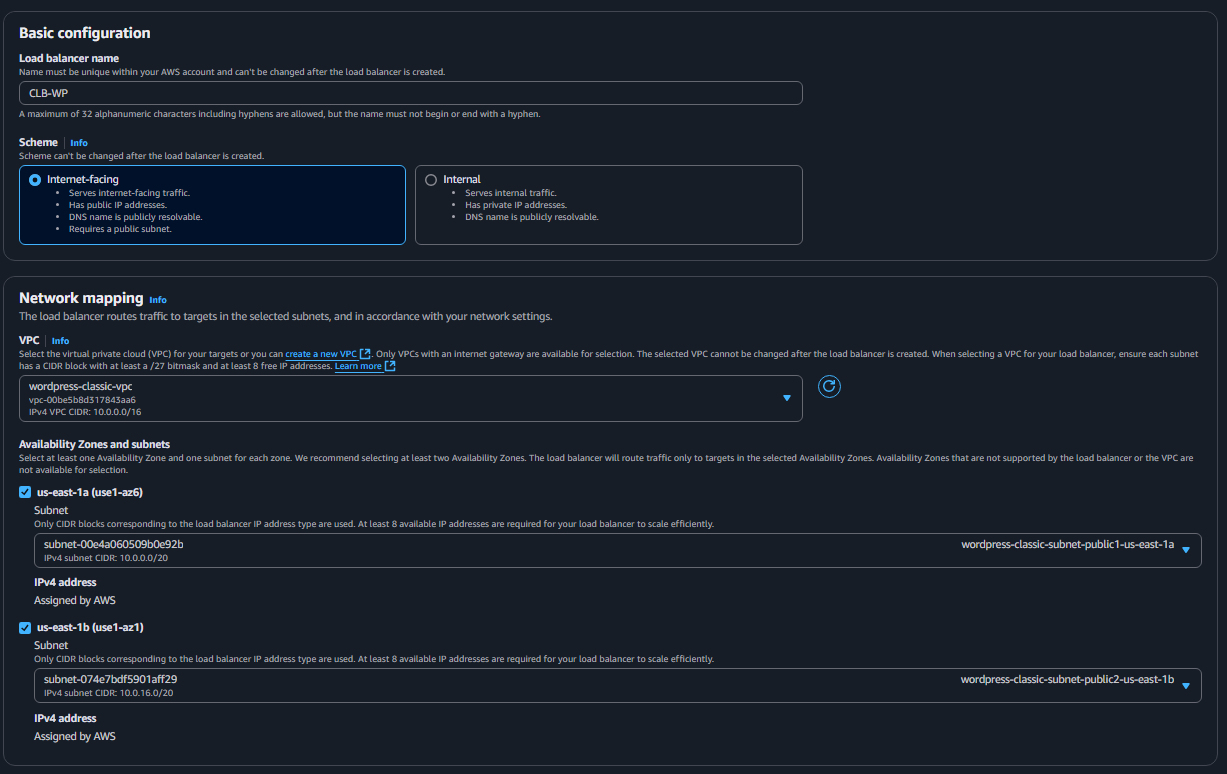 Basic configuration
Load balancer name
Name must be unique within your AWS account and can't be changed after the load balancer is created.
CLB-WP
A maximum of 32 alphanumeric characters including hyphens are allowed, but the name must not begin or end with a hyphen.
Scheme Info
Scheme can't be changed after the load balancer is created.
Internet-facing
• Serves internet-facing traffic.
• Has public IP addresses.
• DNS name is publicly resolvable.
• Requires a public subnet.
Internal
• Serves internal traffic.
• Has private IP addresses.
• DNS name is publicly resolvable.
Network mapping Info
The load balancer routes traffic to targets in the selected subnets, and in accordance with your network settings.
VPC Info
Select the virtual private cloud (VPC) for your targets or you can create a new VPC. Only VPCs with an internet gateway are available for selection. The selected VPC cannot be changed after the load balancer is created. When selecting a VPC for your load balancer, ensure each subnet
has a CIDR block with at least a /27 bitmask and at least 8 free IP addresses. Learn more
wordpress-classic-vpc
vpc-00be5b8d317843aa6
IPv4 VPC CIDR: 10.0.0.0/16
Availability Zones and subnets
Select at least one Availability Zone and one subnet for each zone. We recommend selecting at least two Availability Zones. The load balancer will route traffic only to targets in the selected Availability Zones. Availability Zones that are not supported by the load balancer or the VPC are
not available for selection.
us-east-1a (use1-az6)
Subnet
Only CIDR blocks corresponding to the load balancer IP address type are used. At least 8 available IP addresses are required for your load balancer to scale efficiently.
subnet-00e4a060509b0e92b wordpress-classic-subnet-public1-us-east-1a
IPv4 subnet CIDR: 10.0.0.0/20
IPv4 address
Assigned by AWS
us-east-1b (use1-az1)
Subnet
Only CIDR blocks corresponding to the load balancer IP address type are used. At least 8 available IP addresses are required for your load balancer to scale efficiently.
subnet-074e7bdf5901aff29 wordpress-classic-subnet-public2-us-east-1b
IPv4 subnet CIDR: 10.0.16.0/20
IPv4 address
Assigned by AWS